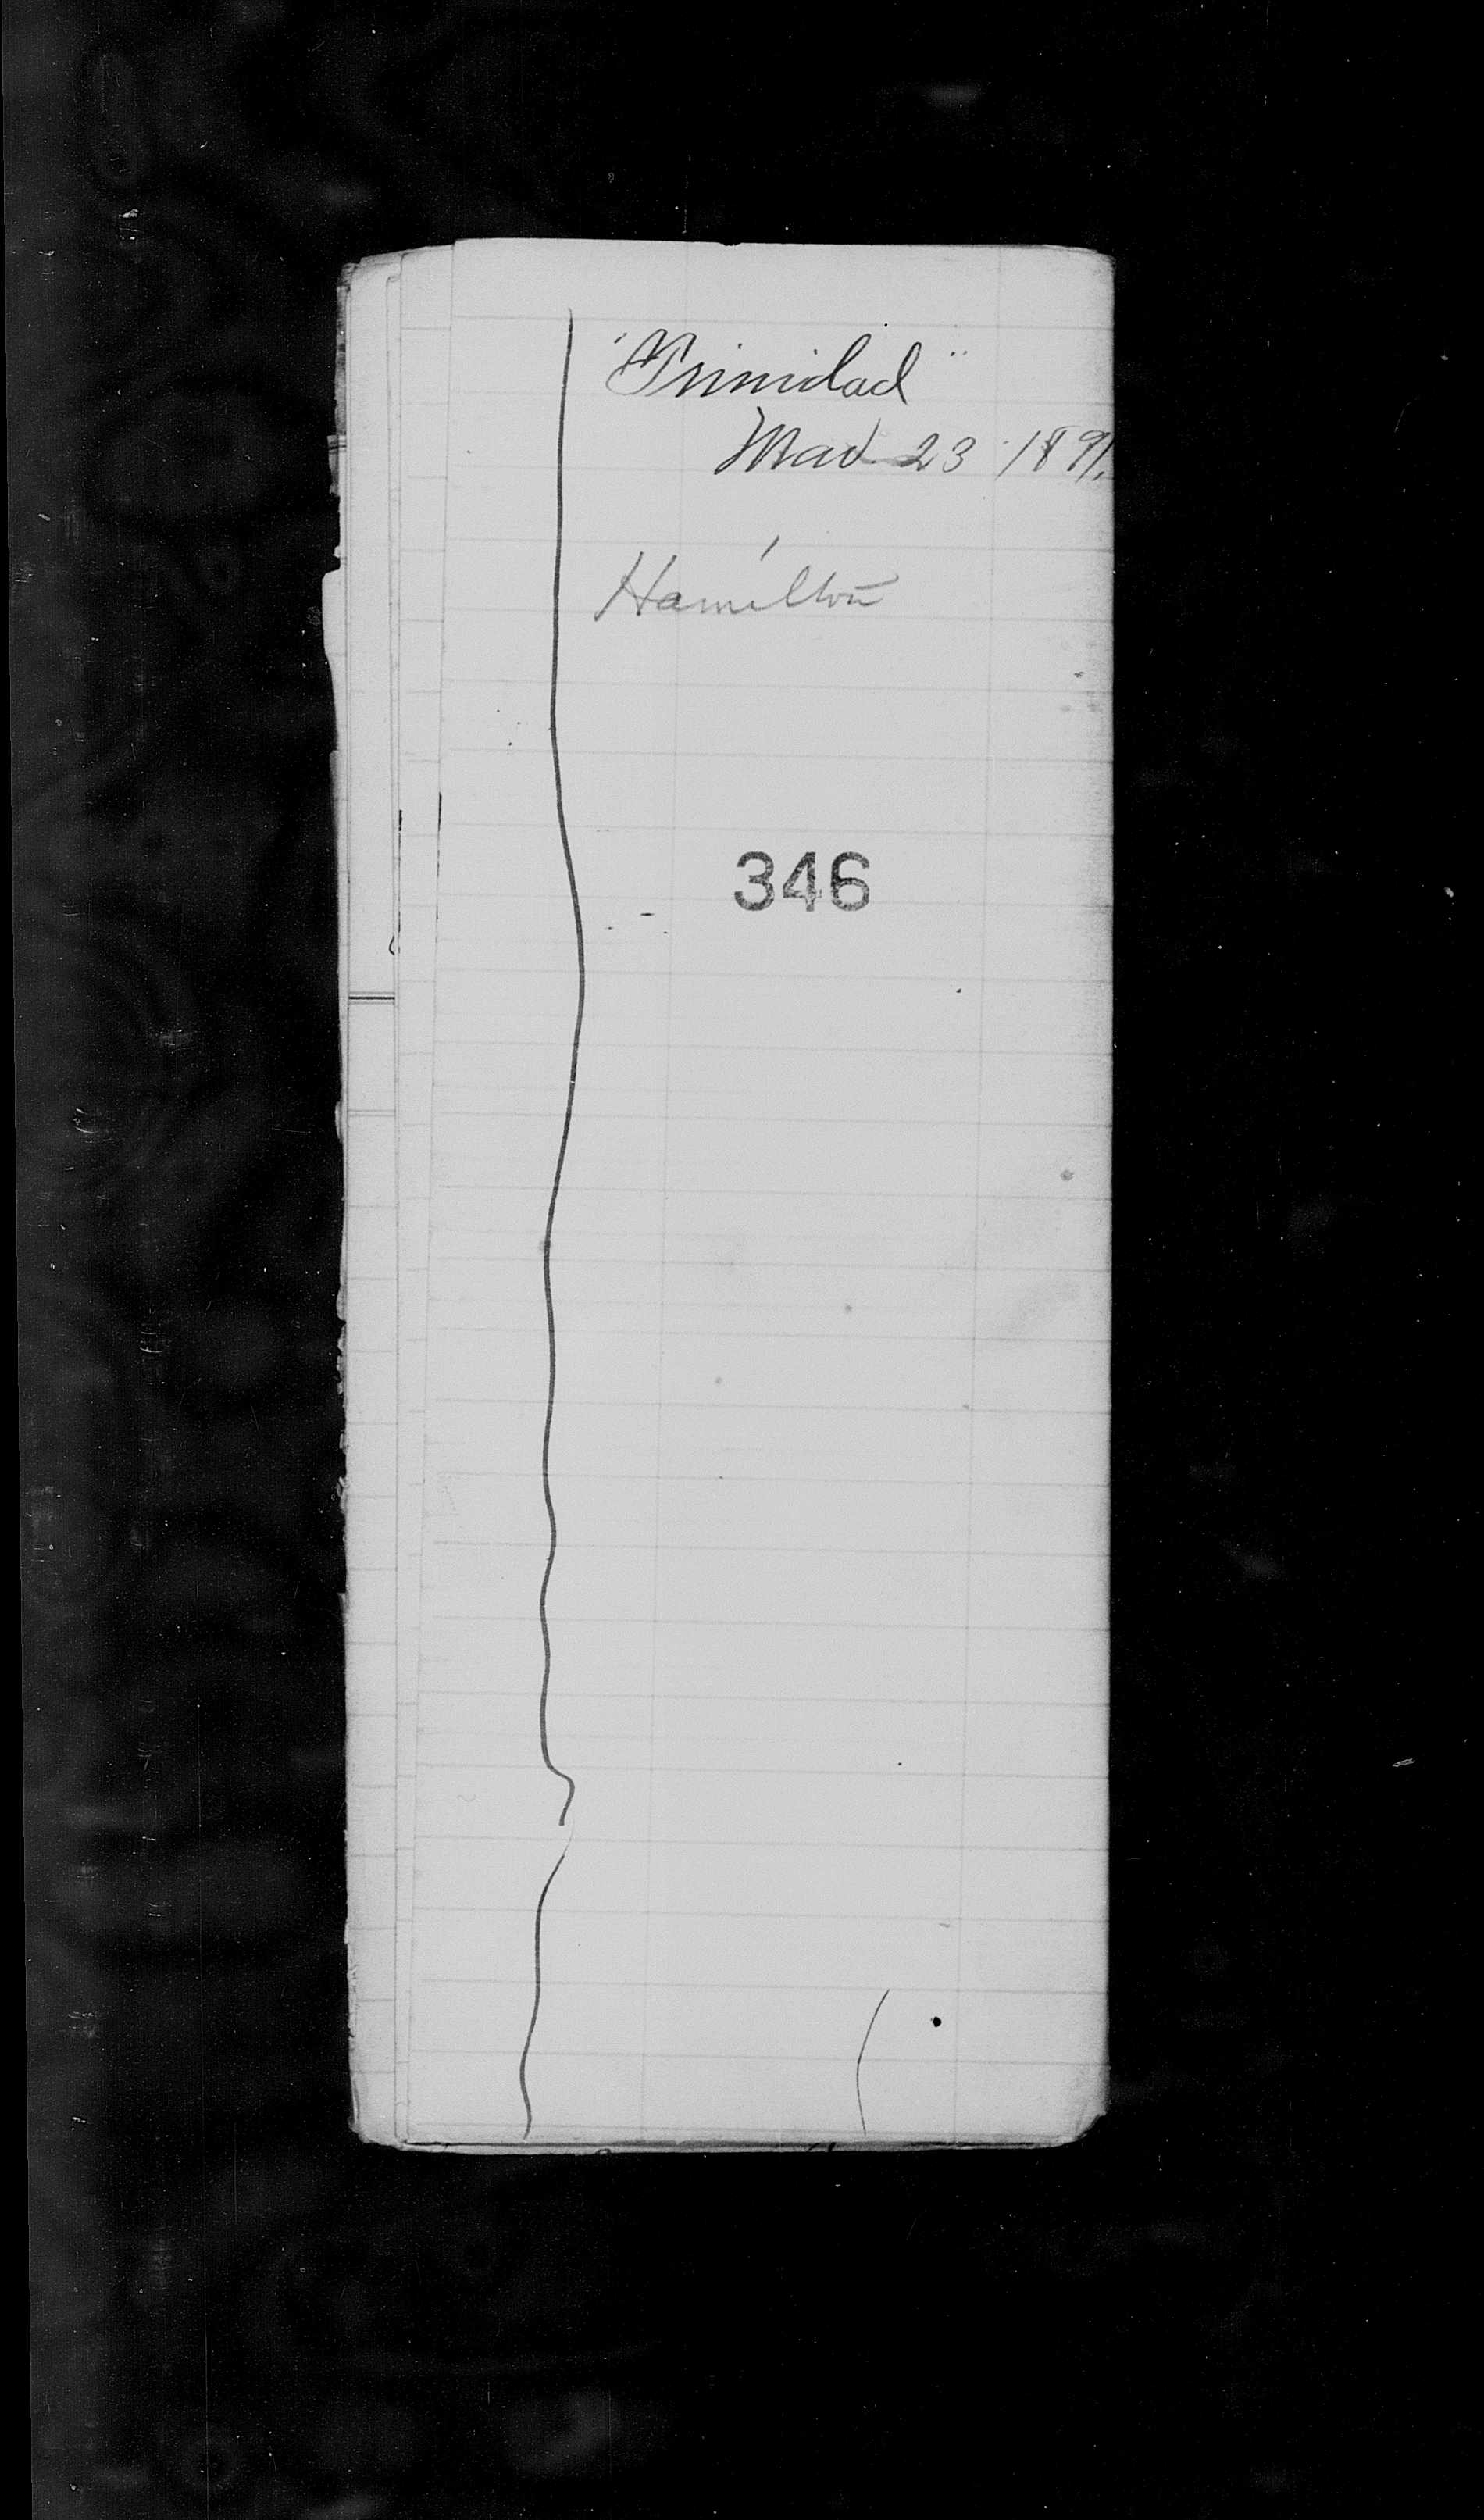 "Trinidad"
Mar 23 1891.
Hamilton
346